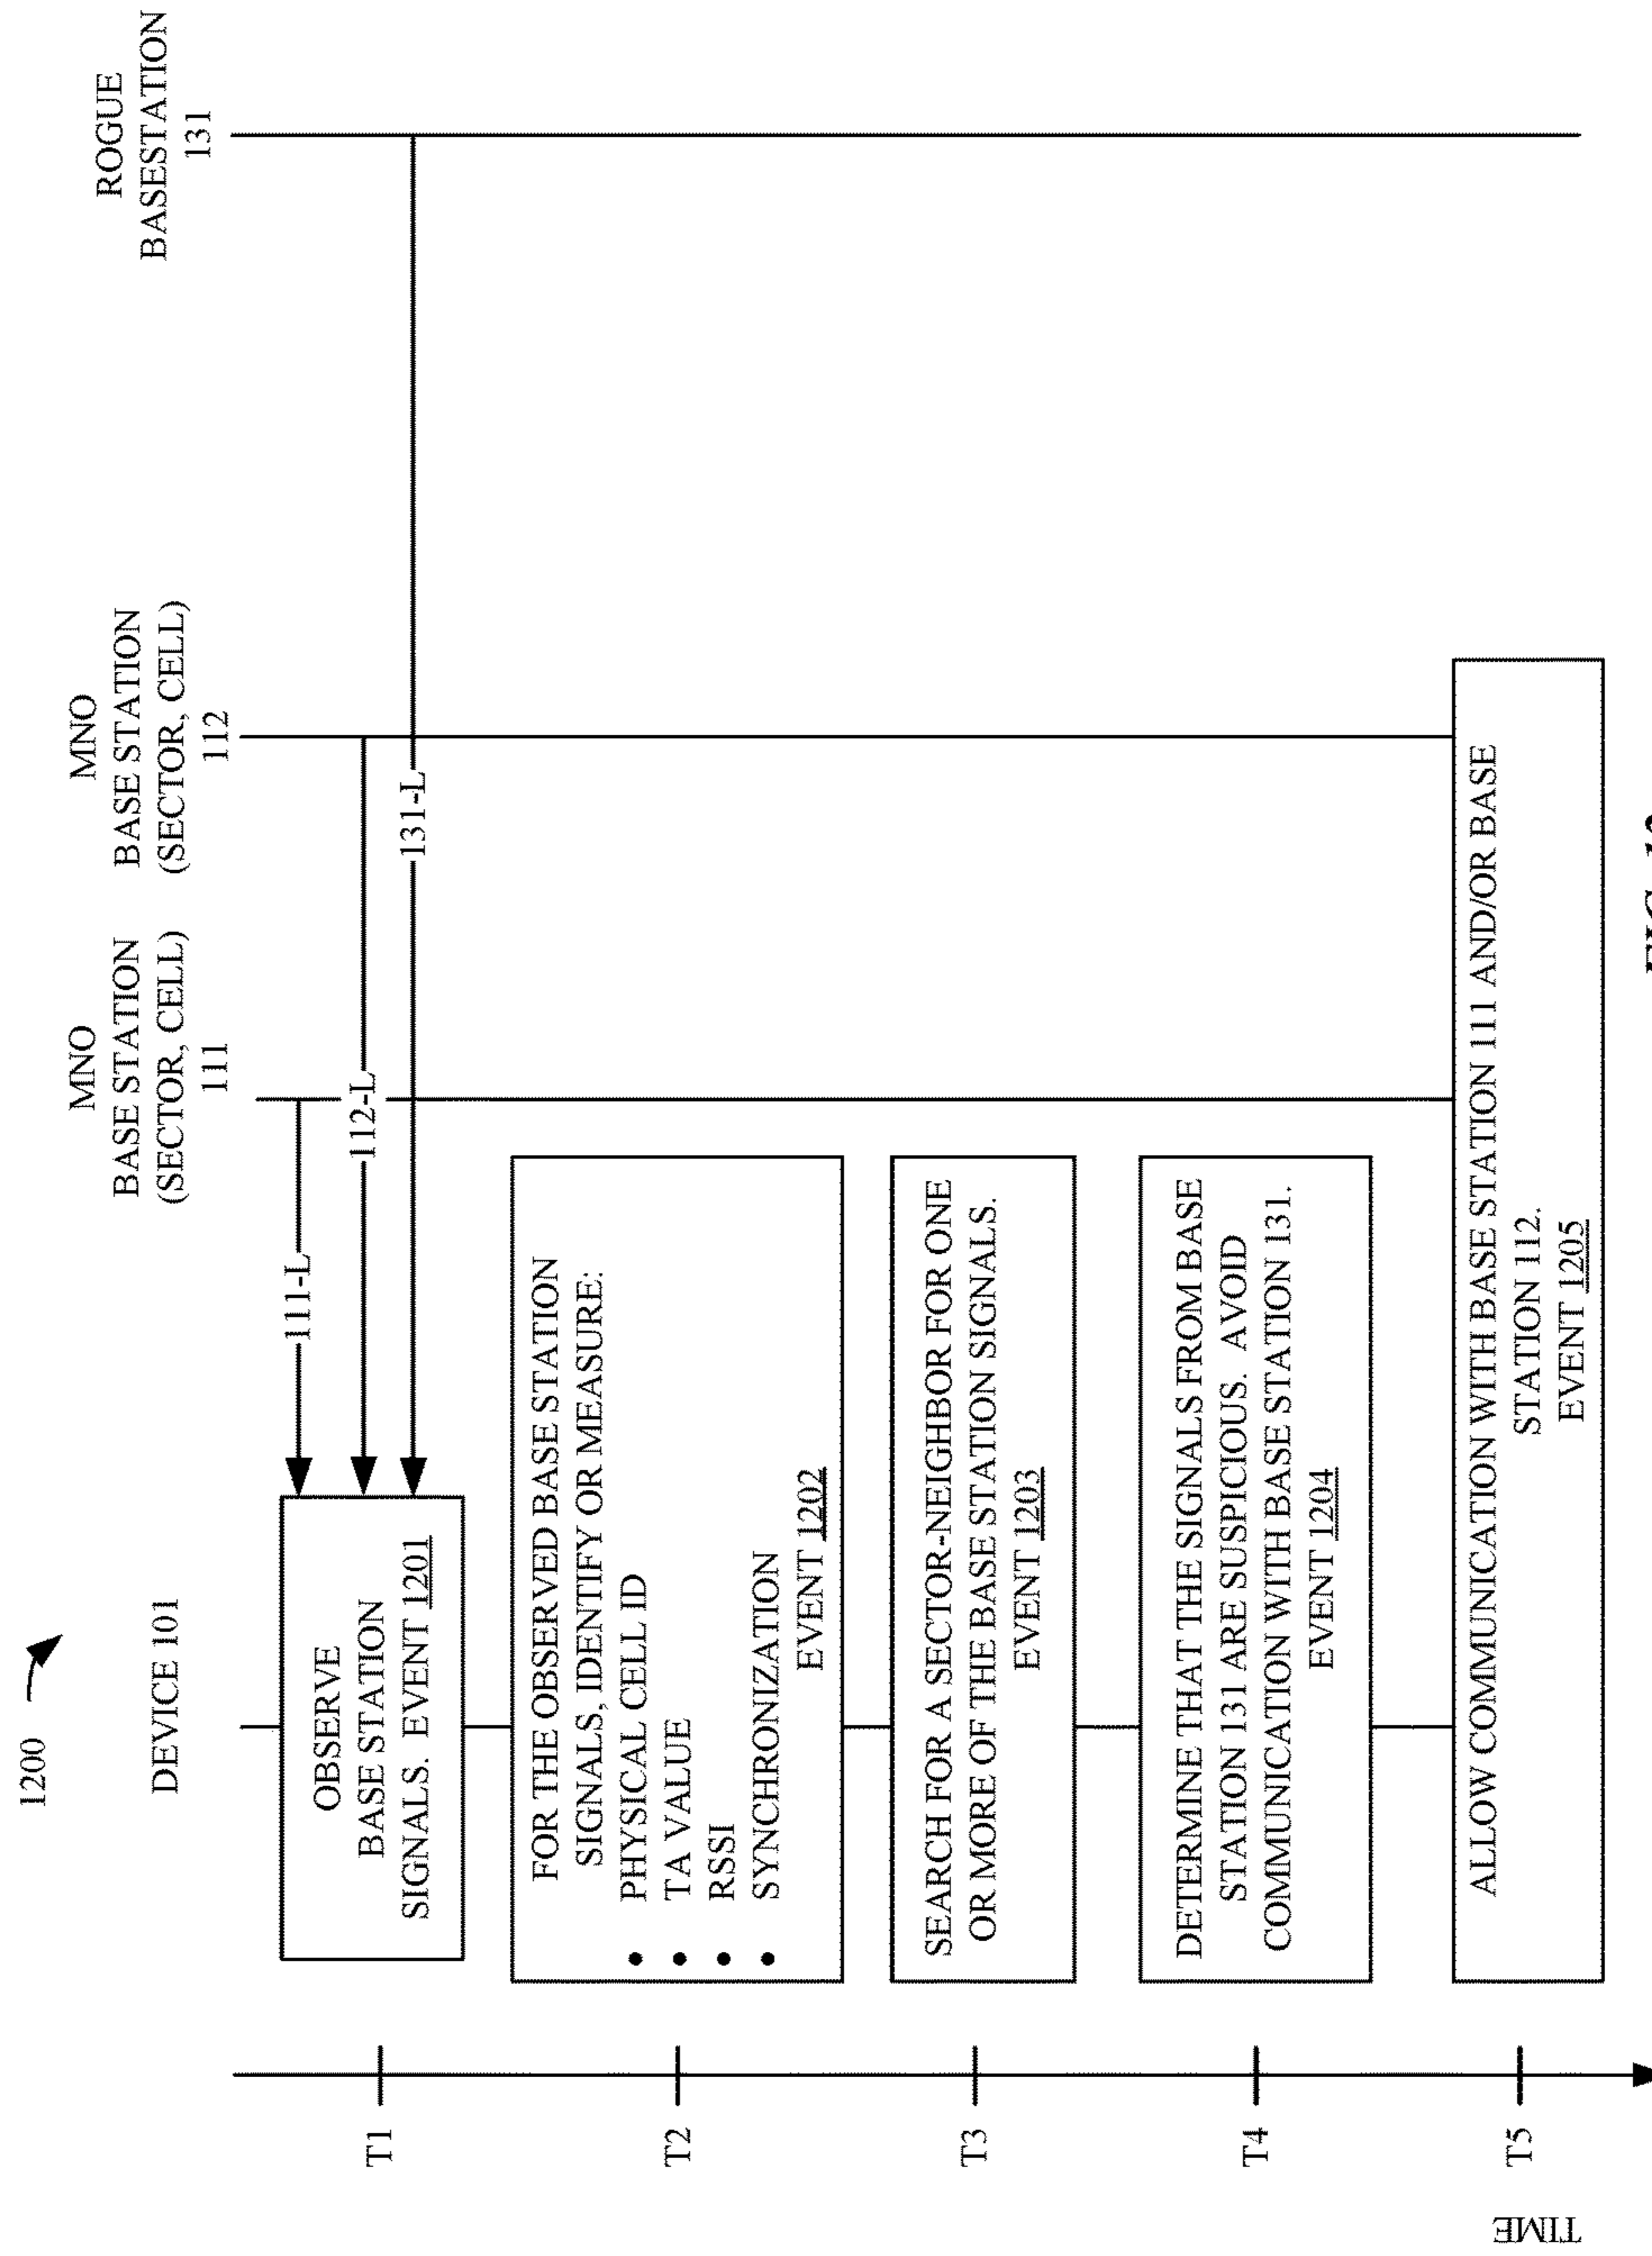 1200
DEVICE 101
MNO
BASE STATION
(SECTOR, CELL)
111
MNO
BASE STATION
(SECTOR, CELL)
112
ROGUE
BASESTATION
131
T1
OBSERVE
BASE STATION
SIGNALS. EVENT 1201
111-L
112-L
131-L
T2
FOR THE OBSERVED BASE STATION
SIGNALS, IDENTIFY OR MEASURE:
• PHYSICAL CELL ID
• TA VALUE
• RSSI
• SYNCHRONIZATION
EVENT 1202
T3
SEARCH FOR A SECTOR-NEIGHBOR FOR ONE
OR MORE OF THE BASE STATION SIGNALS.
EVENT 1203
T4
DETERMINE THAT THE SIGNALS FROM BASE
STATION 131 ARE SUSPICIOUS. AVOID
COMMUNICATION WITH BASE STATION 131.
EVENT 1204
T5
ALLOW COMMUNICATION WITH BASE STATION 111 AND/OR BASE
STATION 112.
EVENT 1205
TIME